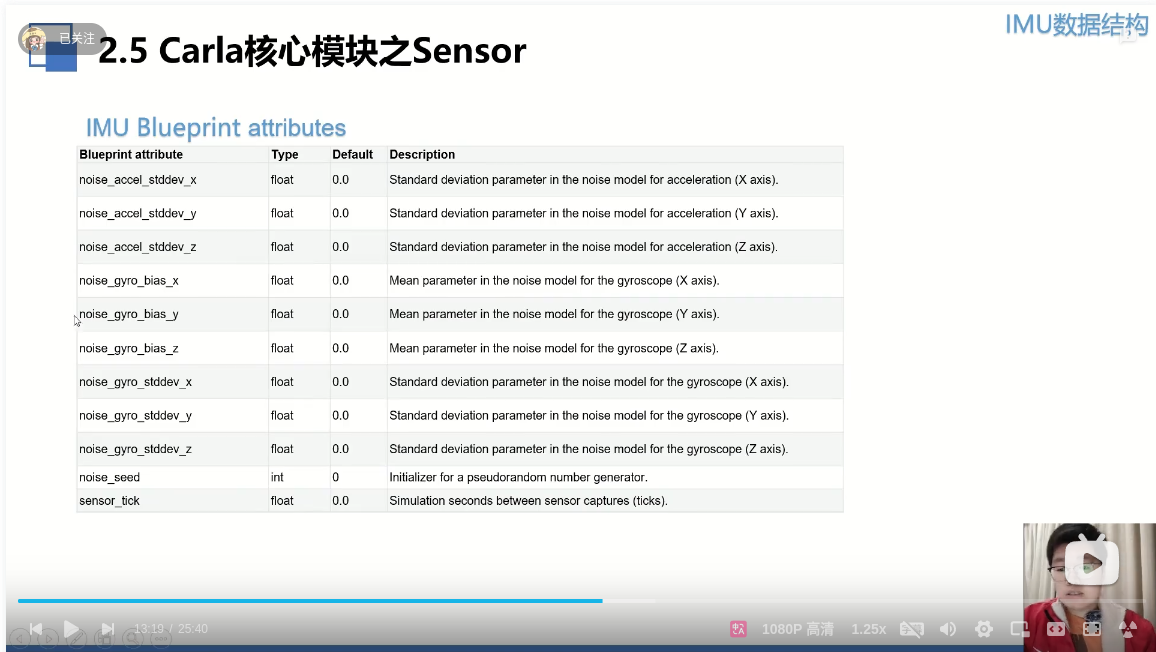 IMU数据结构
已关注
2.5 Carla核心模块之Sensor
IMU Blueprint attributes
Blueprint attribute Type Default Description
noise_accel_stddev_x float 0.0 Standard deviation parameter in the noise model for acceleration (X axis).
noise_accel_stddev_y float 0.0 Standard deviation parameter in the noise model for acceleration (Y axis).
noise_accel_stddev_z float 0.0 Standard deviation parameter in the noise model for acceleration (Z axis).
noise_gyro_bias_x float 0.0 Mean parameter in the noise model for the gyroscope (X axis).
noise_gyro_bias_y float 0.0 Mean parameter in the noise model for the gyroscope (Y axis).
noise_gyro_bias_z float 0.0 Mean parameter in the noise model for the gyroscope (Z axis).
noise_gyro_stddev_x float 0.0 Standard deviation parameter in the noise model for the gyroscope (X axis).
noise_gyro_stddev_y float 0.0 Standard deviation parameter in the noise model for the gyroscope (Y axis).
noise_gyro_stddev_z float 0.0 Standard deviation parameter in the noise model for the gyroscope (Z axis).
noise_seed int 0 Initializer for a pseudorandom number generator.
sensor_tick float 0.0 Simulation seconds between sensor captures (ticks).
13:19 / 25:40 1080P 高清 1.25x